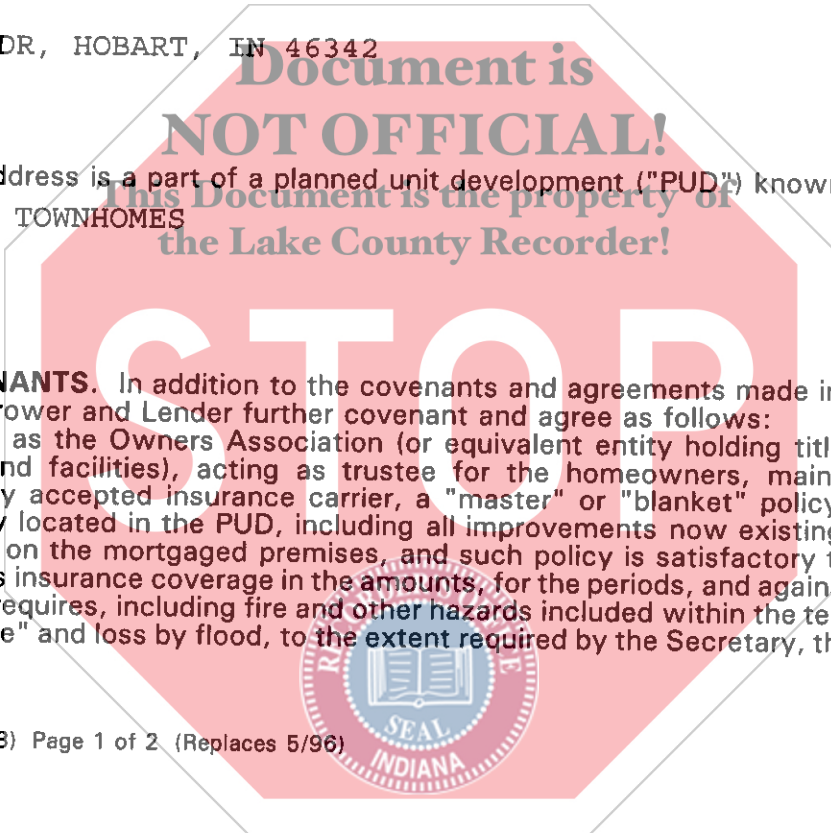 DR, HOBART, IN 46342
Document is
NOT OFFICIAL!
ddress is a part of a planned unit development ("PUD") known
This Document is the property of
TOWNHOMES
the Lake County Recorder!
STOP
NANTS. In addition to the covenants and agreements made in
rower and Lender further covenant and agree as follows:
as the Owners Association (or equivalent entity holding titl
nd facilities), acting as trustee for the homeowners, main
y accepted insurance carrier, a "master" or "blanket" policy
y located in the PUD, including all improvements now existing
on the mortgaged premises, and such policy is satisfactory t
s insurance coverage in the amounts, for the periods, and again
equires, including fire and other hazards included within the te
e" and loss by flood, to the extent required by the Secretary, th
SEAL
INDIANA
3) Page 1 of 2 (Replaces 5/96)